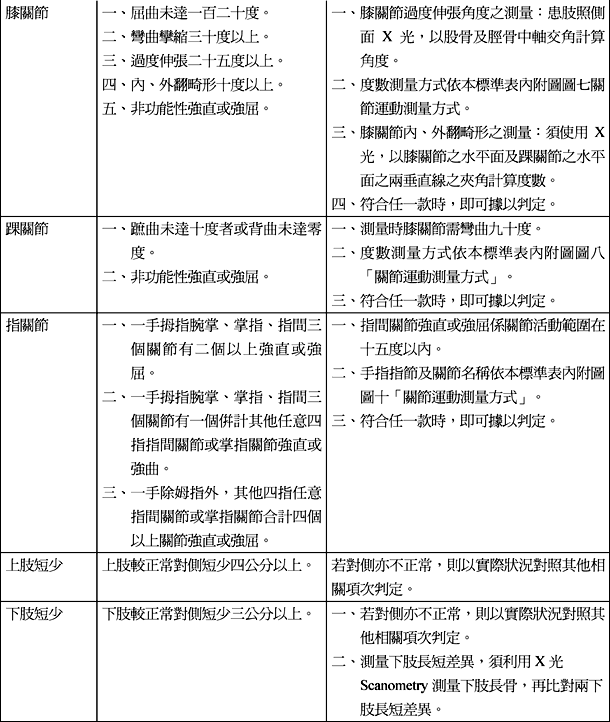 膝關節
一、屈曲未達一百二十度。
二、彎曲攣縮三十度以上。
三、過度伸張二十五度以上。
四、內、外翻畸形十度以上。
五、非功能性強直或強屈。
一、膝關節過度伸張角度之測量：患肢照側
面 X 光，以股骨及脛骨中軸交角計算
角度。
二、度數測量方式依本標準表內附圖圖七關
節運動測量方式。
三、膝關節內、外翻畸形之測量：須使用 X
光，以膝關節之水平面及踝關節之水平
面之兩垂直線之夾角計算度數。
四、符合任一款時，即可據以判定。
踝關節
一、蹠曲未達十度者或背曲未達零
度。
二、非功能性強直或強屈。
一、測量時膝關節需彎曲九十度。
二、度數測量方式依本標準表內附圖圖八
「關節運動測量方式」。
三、符合任一款時，即可據以判定。
指關節
一、一手拇指腕掌、掌指、指間三
個關節有二個以上強直或強
屈。
二、一手拇指腕掌、掌指、指間三
個關節有一個併計其他任意四
指指間關節或掌指關節強直或
強曲。
三、一手除姆指外，其他四指任意
指間關節或掌指關節合計四個
以上關節強直或強屈。
一、指間關節強直或強屈係關節活動範圍在
十五度以內。
二、手指指節及關節名稱依本標準表內附圖
圖十「關節運動測量方式」。
三、符合任一款時，即可據以判定。
上肢短少
上肢較正常對側短少四公分以上。
若對側亦不正常，則以實際狀況對照其他相
關項次判定。
下肢短少
下肢較正常對側短少三公分以上。
一、若對側亦不正常，則以實際狀況對照其
他相關項次判定。
二、測量下肢長短差異，須利用 X 光
Scanometry 測量下肢長骨，再比對兩下
肢長短差異。